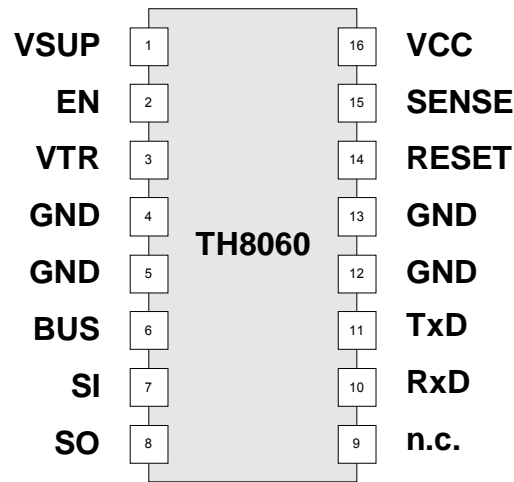 VSUP 1 16 VCC
EN 2 15 SENSE
VTR 3 14 RESET
GND 4 13 GND
TH8060
GND 5 12 GND
BUS 6 11 TxD
SI 7 10 RxD
SO 8 9 n.c.